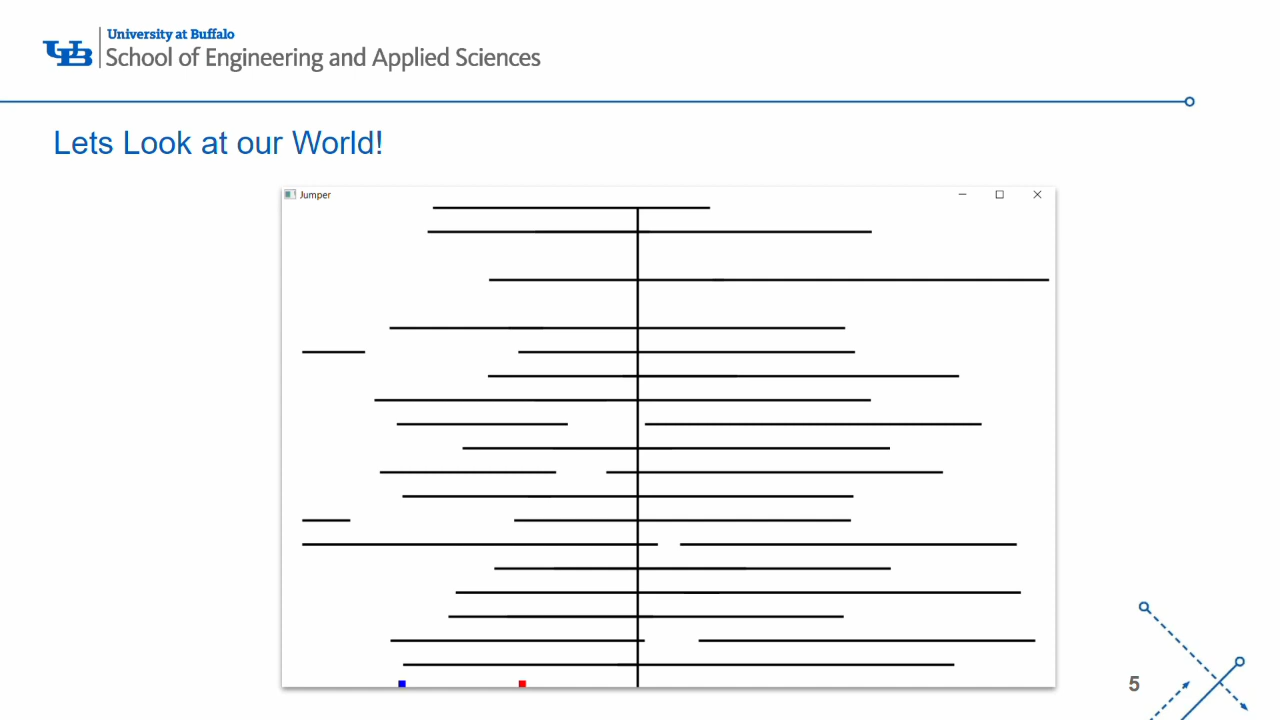 University at Buffalo
School of Engineering and Applied Sciences
Lets Look at our World!
Jumper
5